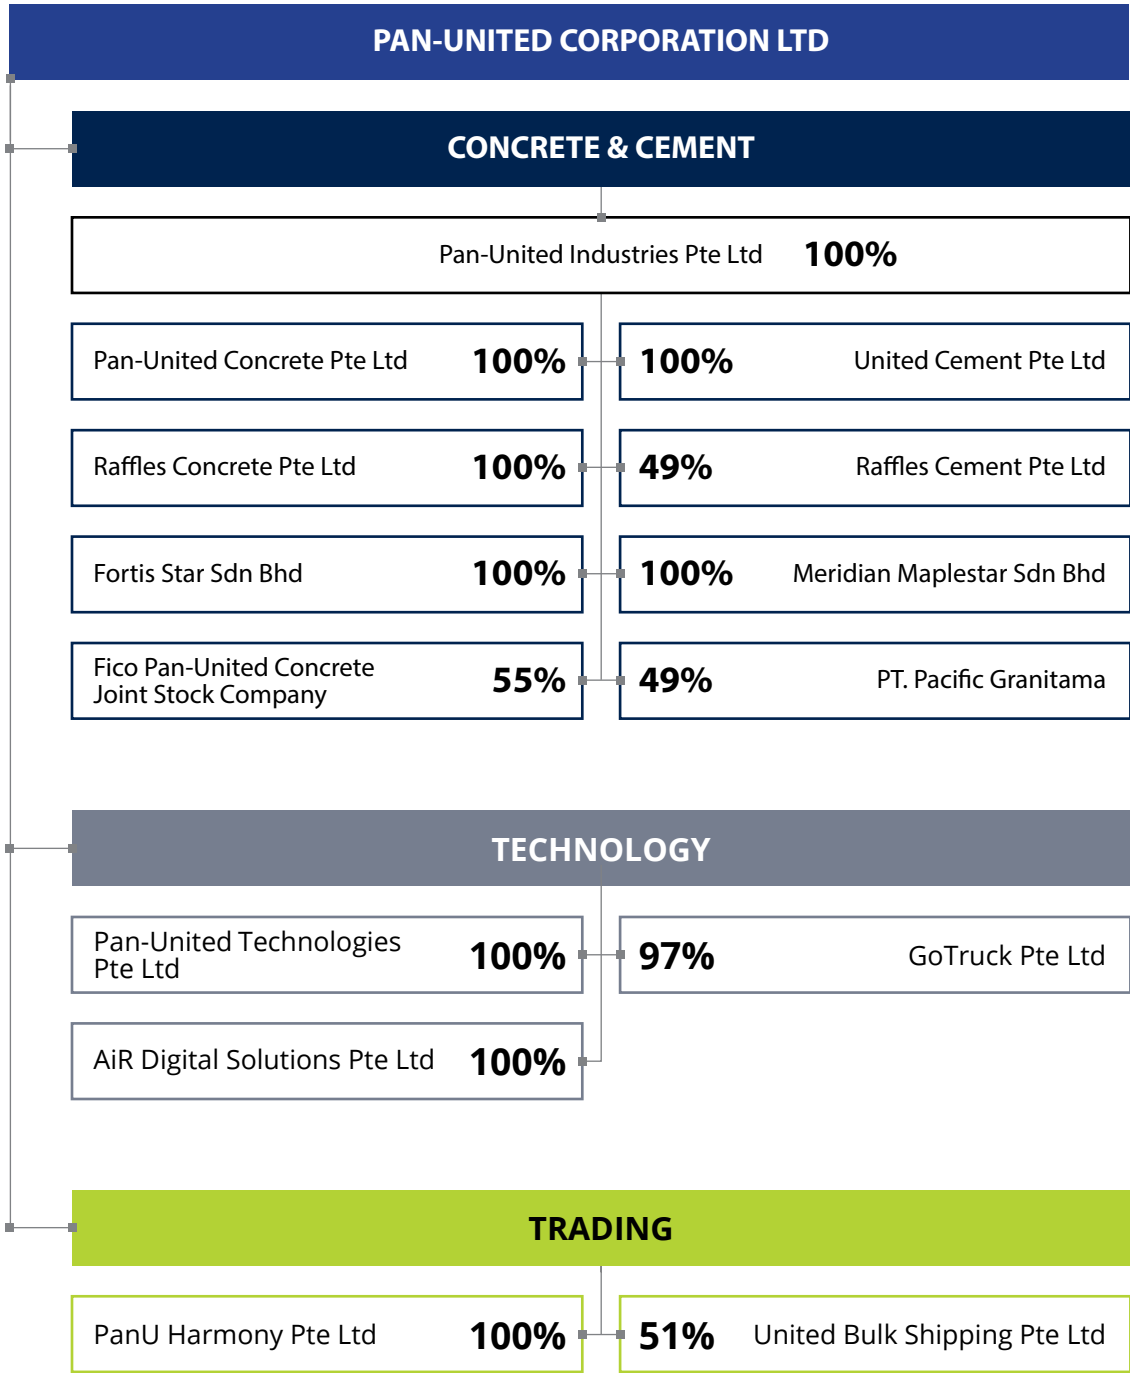 PAN-UNITED CORPORATION LTD
CONCRETE & CEMENT
Pan-United Industries Pte Ltd 100%
Pan-United Concrete Pte Ltd 100%
100% United Cement Pte Ltd
Raffles Concrete Pte Ltd 100%
49% Raffles Cement Pte Ltd
Fortis Star Sdn Bhd 100%
100% Meridian Maplestar Sdn Bhd
Fico Pan-United Concrete
Joint Stock Company 55%
49% PT. Pacific Granitama
TECHNOLOGY
Pan-United Technologies
Pte Ltd 100%
97% GoTruck Pte Ltd
AiR Digital Solutions Pte Ltd 100%
TRADING
PanU Harmony Pte Ltd 100%
51% United Bulk Shipping Pte Ltd